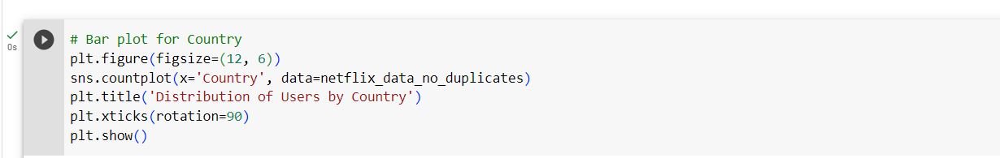 # Bar plot for Country
plt.figure(figsize=(12, 6))
sns.countplot(x='Country', data=netflix_data_no_duplicates)
plt.title('Distribution of Users by Country')
plt.xticks(rotation=90)
plt.show()
0s